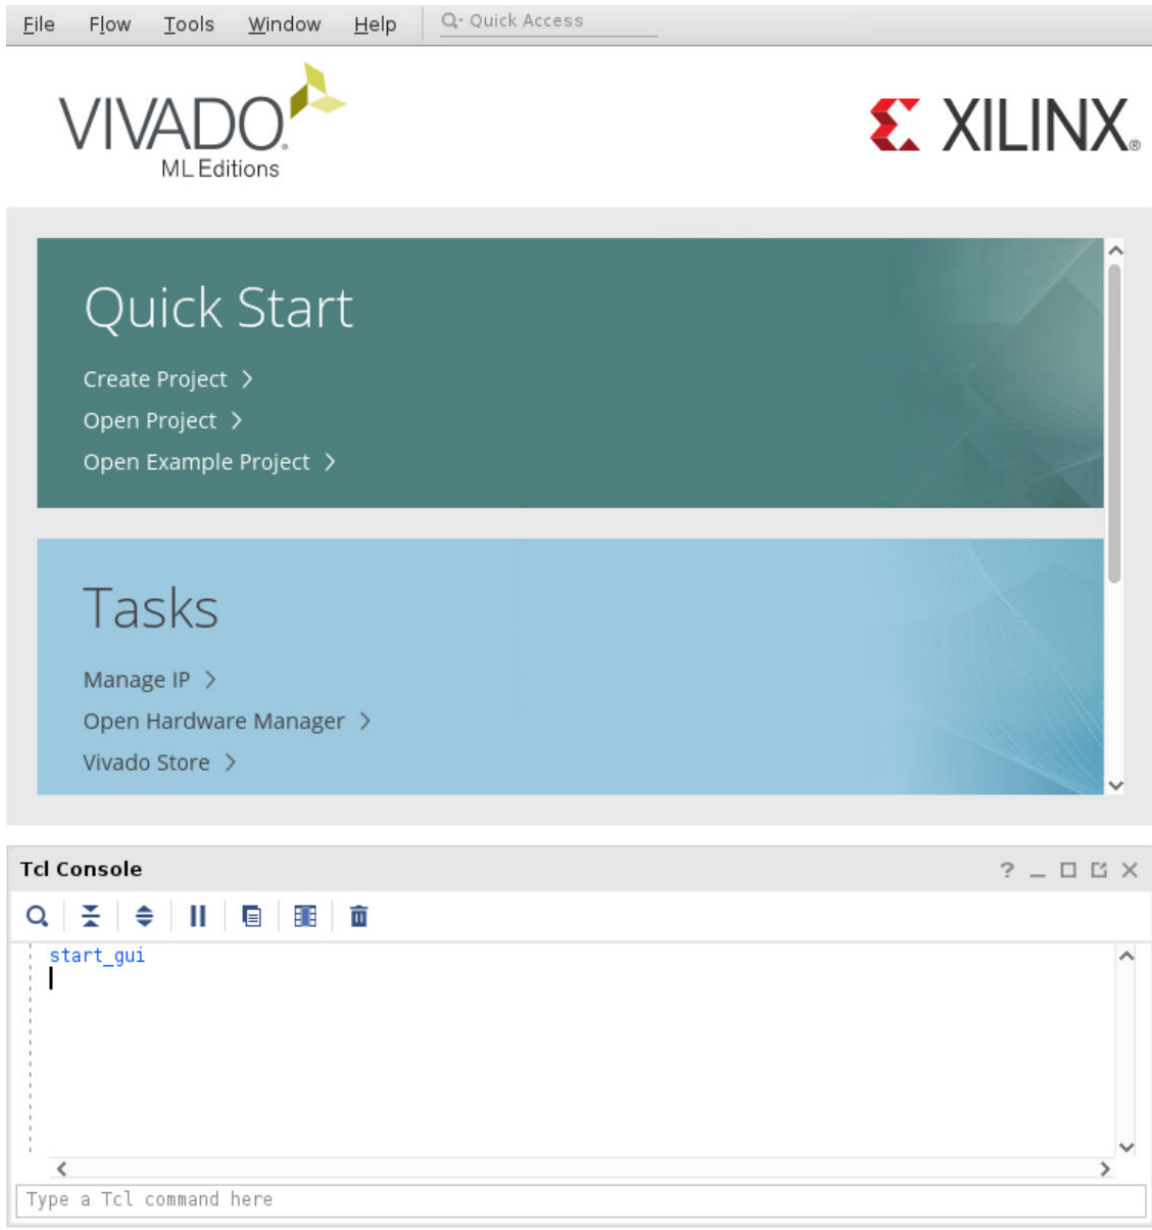 File Flow Tools Window Help Quick Access
VIVADO.
ML Editions
XILINX®
Quick Start
Create Project >
Open Project >
Open Example Project >
Tasks
Manage IP >
Open Hardware Manager >
Vivado Store >
Tcl Console
start_gui
Type a Tcl command here